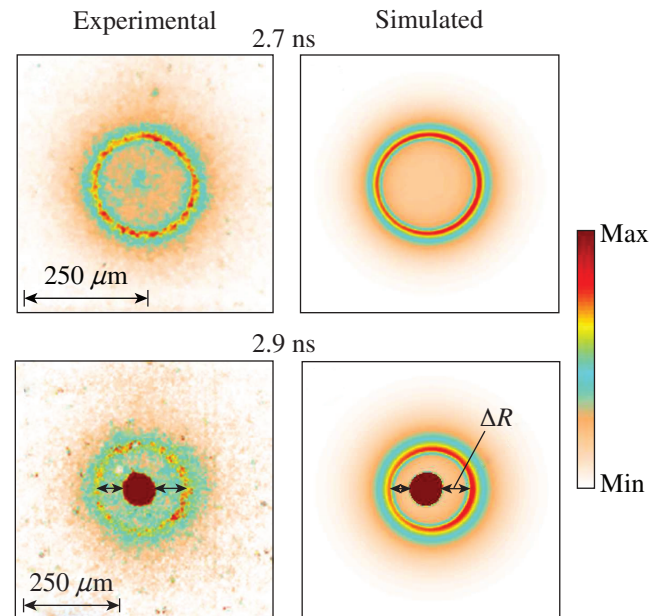 Experimental
Simulated
2.7 ns
250 μm
Max
2.9 ns
ΔR
Min
250 μm